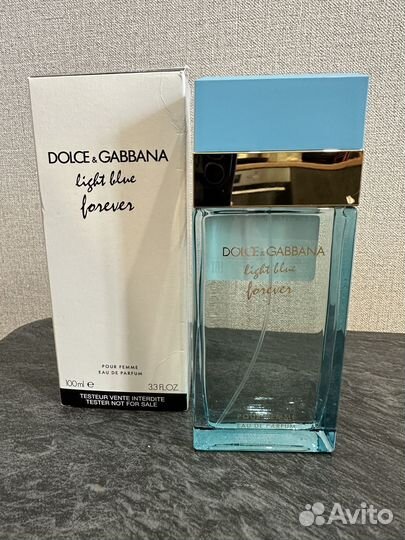 DOLCE & GABBANA
light blue
forever
POUR FEMME
EAU DE PARFUM
100ml e
3.3 FL.OZ.
TESTEUR VENTE INTERDITE
TESTER NOT FOR SALE
DOLCE & GABBANA
light blue
forever
EAU DE PARFUM
Avito